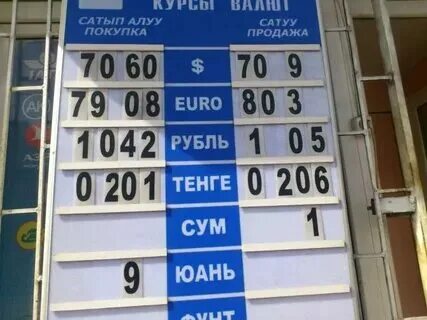 КУРСЫ ВАЛЮТ
САТЫП АЛУУ САТУУ
ПОКУПКА ПРОДАЖА
70 60 $ 70 9
79 08 EURO 80 3
1 042 РУБЛЬ 1 05
0 201 ТЕНГЕ 0 206
СУМ 1
9 ЮАНЬ
ФУНТ